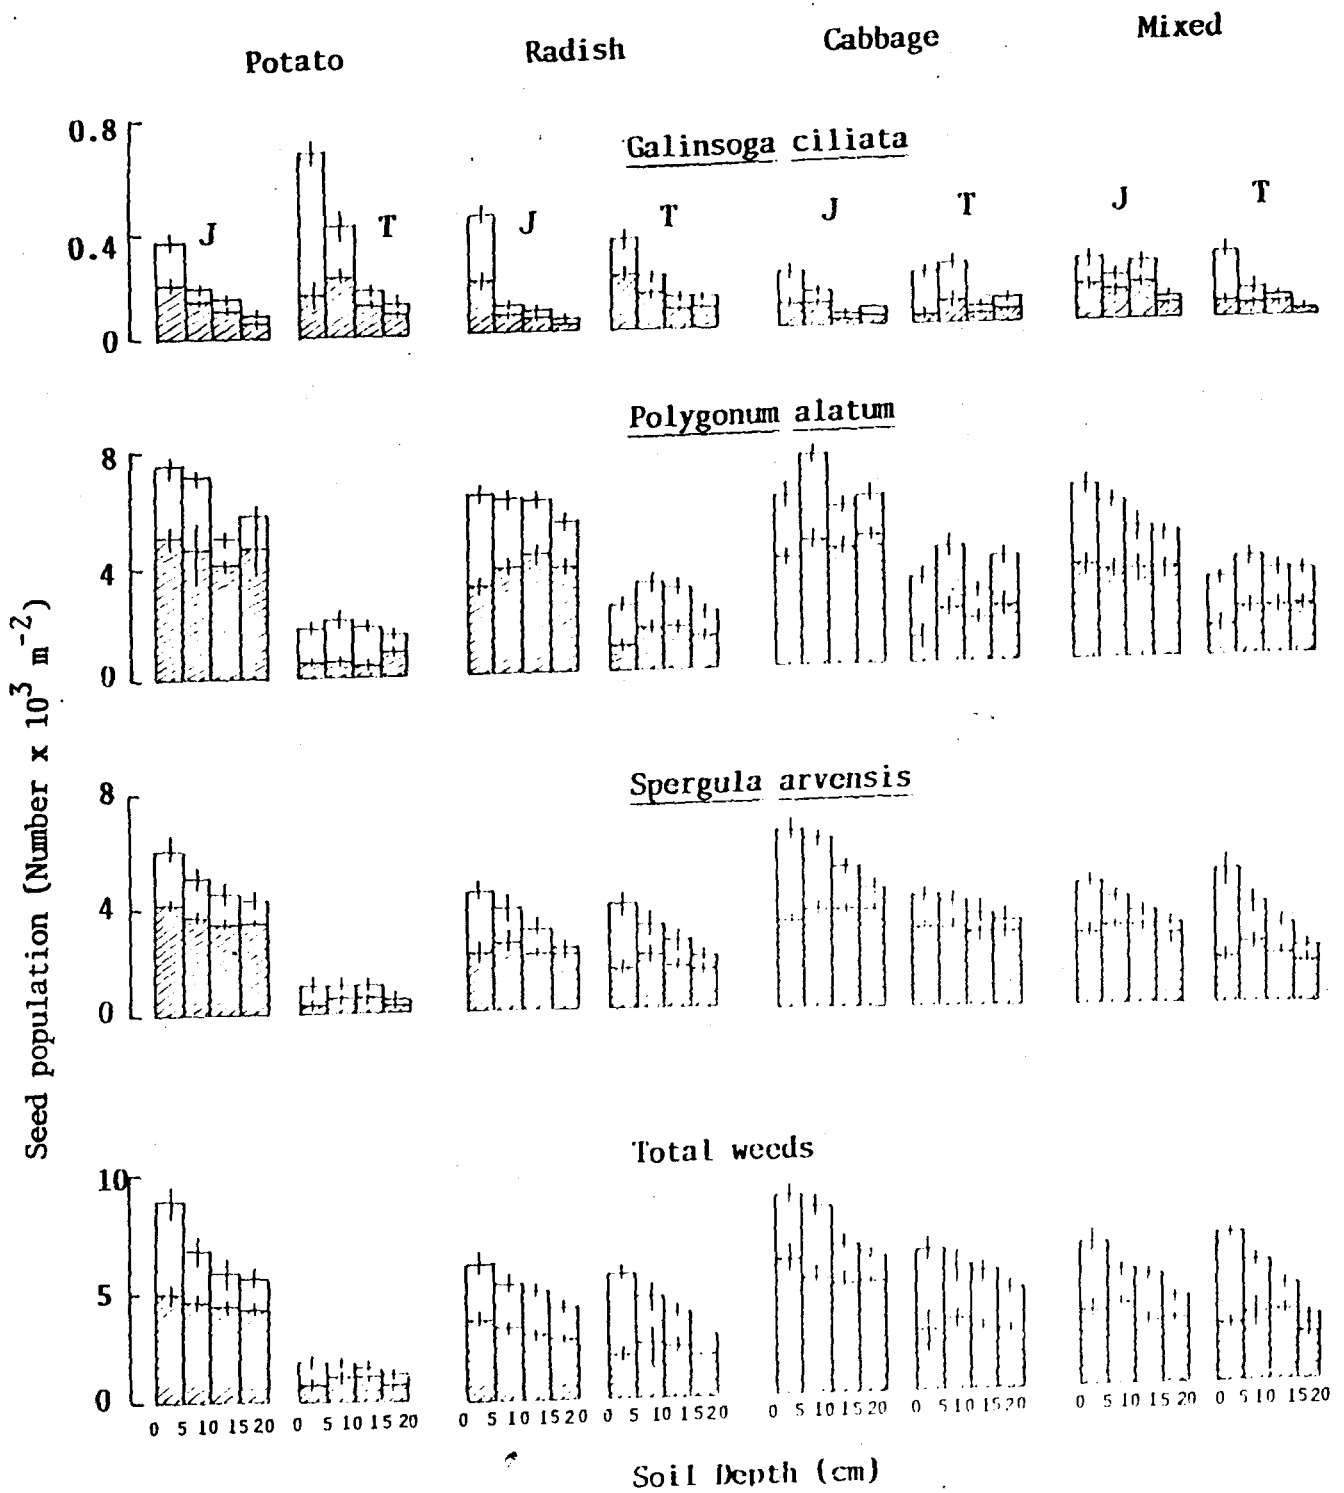 Potato Radish Cabbage Mixed
Galinsoga ciliata
0.8
0.4
0
J T J T J T J T
Polygonum alatum
8
4
0
Spergula arvensis
8
4
0
Total weeds
10
5
0
0 5 10 15 20 0 5 10 15 20 0 5 10 15 20 0 5 10 15 20 0 5 10 15 20 0 5 10 15 20 0 5 10 15 20 0 5 10 15 20
Soil Depth (cm)
Seed population (Number x 10³ m⁻²)